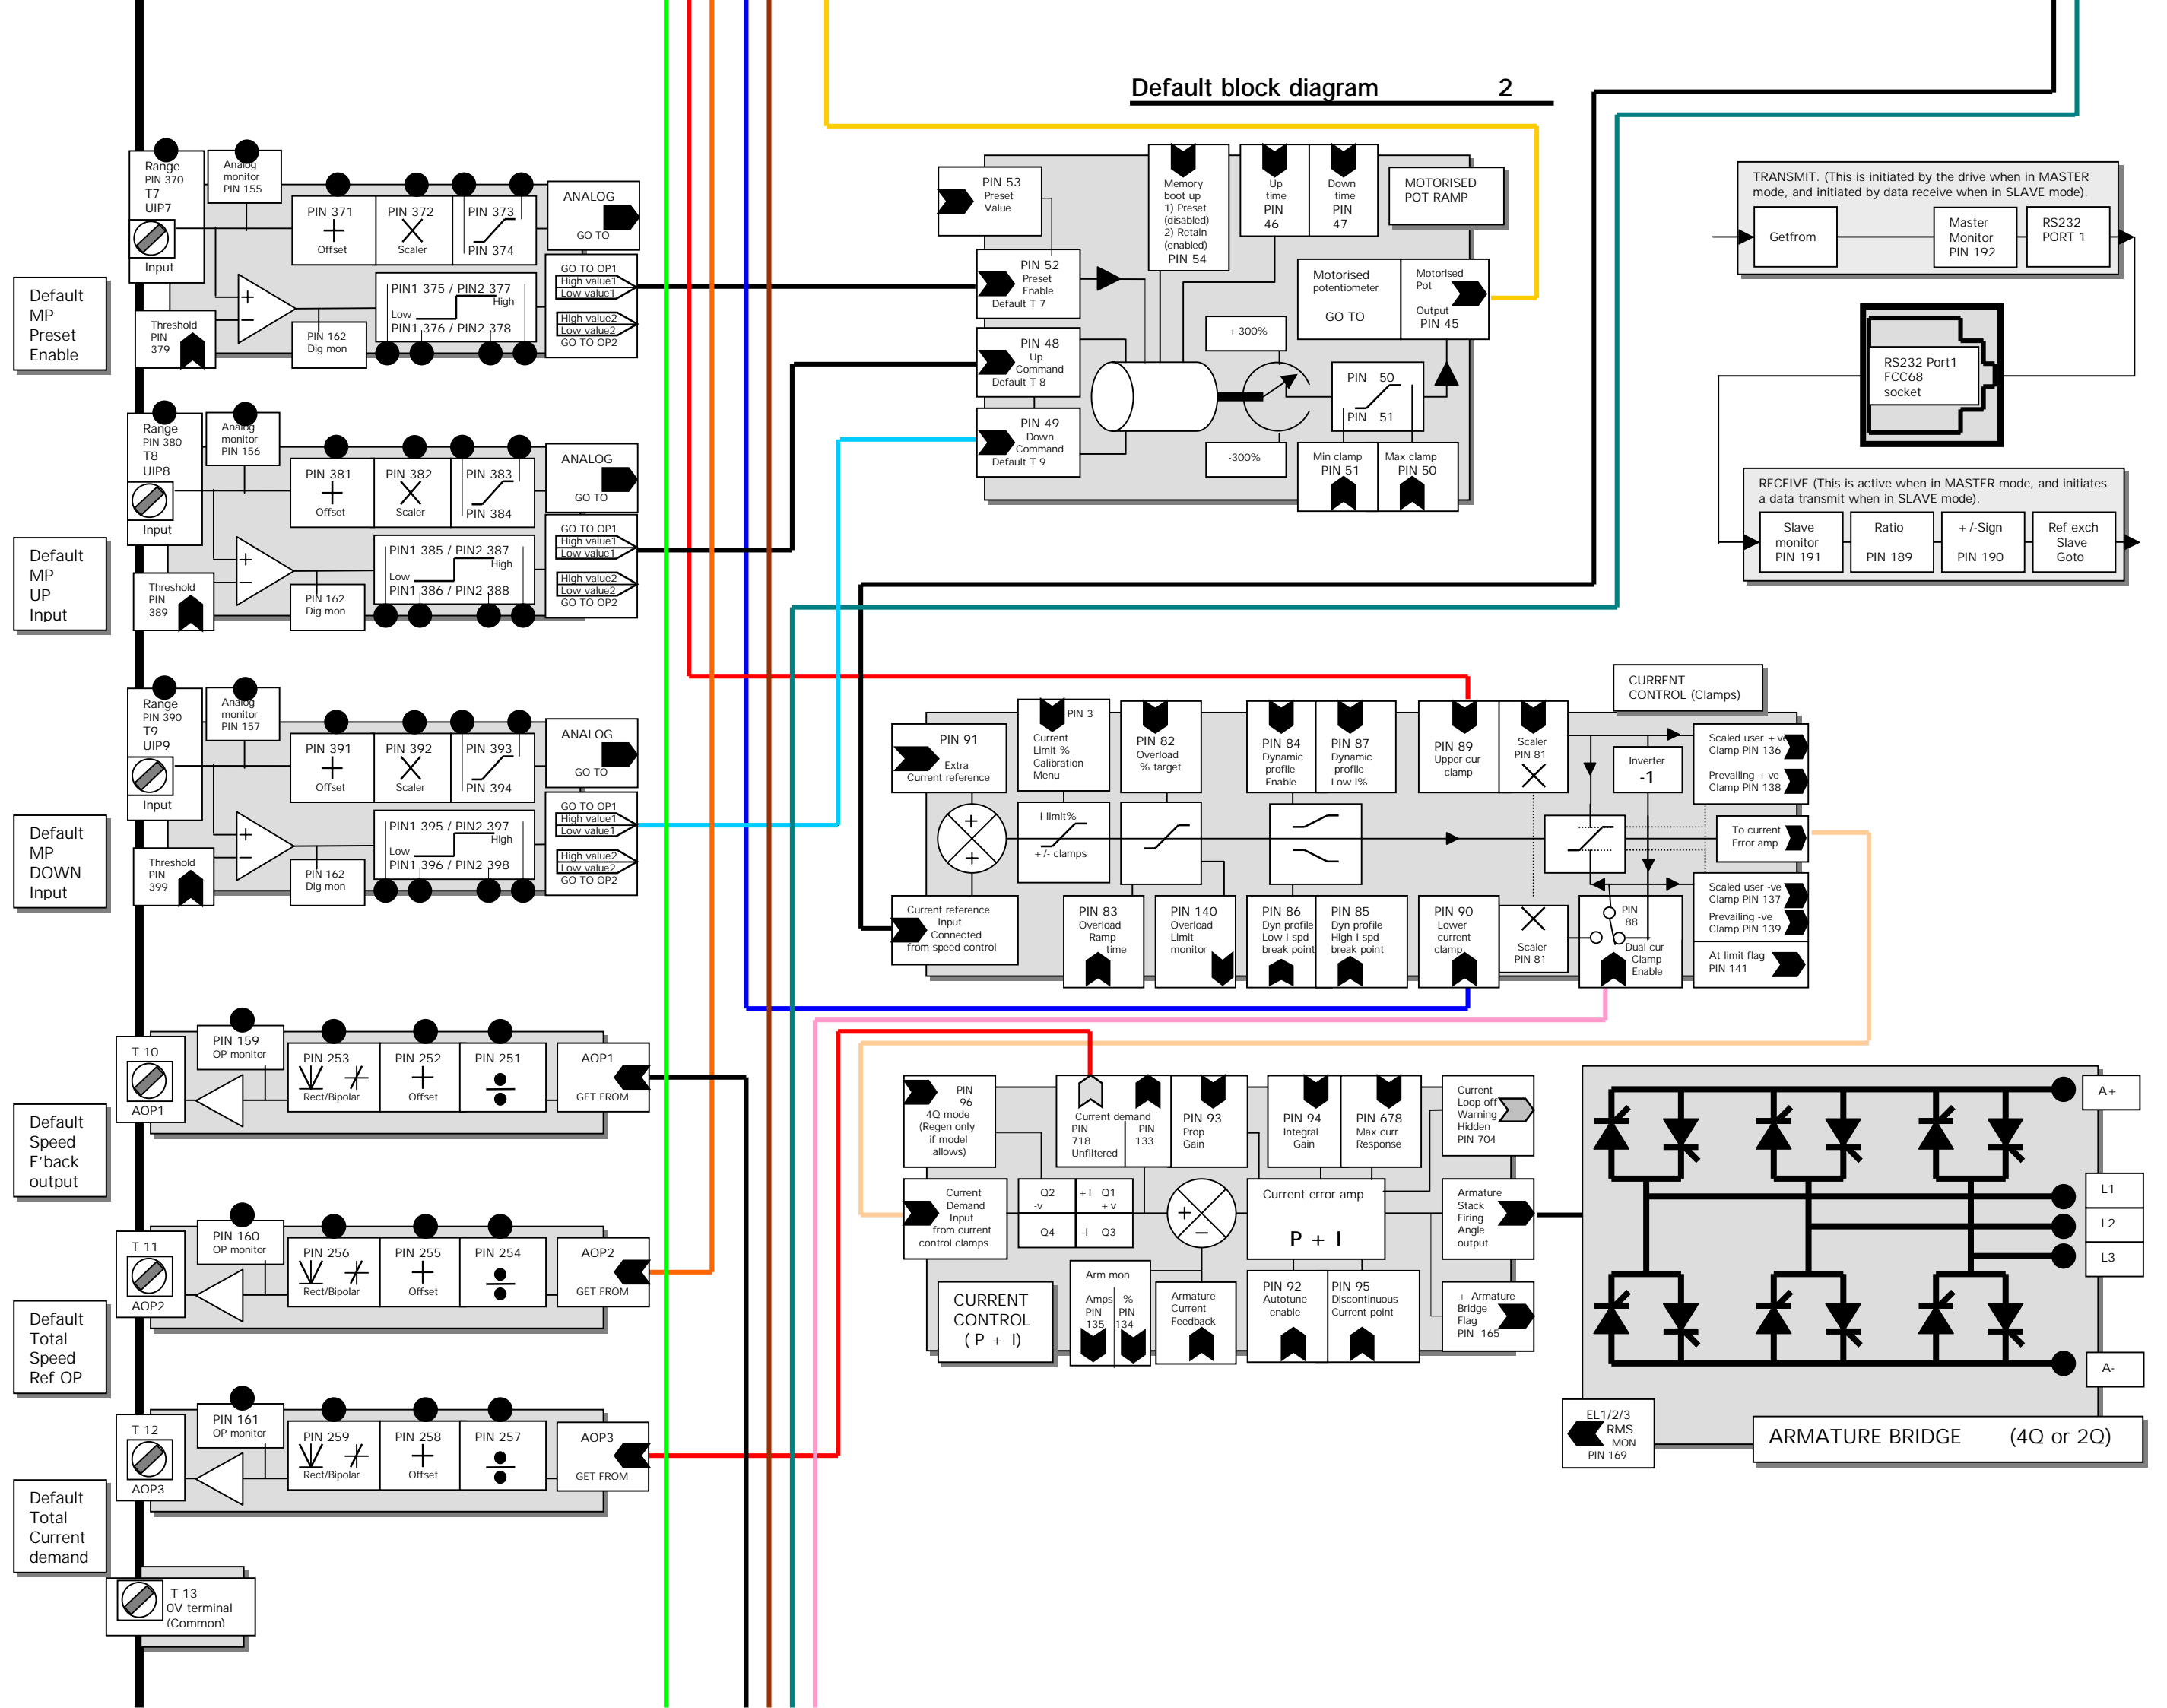 Default block diagram 2
Range
PIN 370
T7
UIP7
Input
Analog
monitor
PIN 155
PIN 371
Offset
PIN 372
Scaler
PIN 373
PIN 374
ANALOG
GO TO
GO TO OP1
High value1
Low value1
High value2
Low value2
GO TO OP2
PIN1 375 / PIN2 377
High
Low
PIN1 376 / PIN2 378
Threshold
PIN
379
PIN 162
Dig mon
Default
MP
Preset
Enable
Range
PIN 380
T8
UIP8
Input
Analog
monitor
PIN 156
PIN 381
Offset
PIN 382
Scaler
PIN 383
PIN 384
ANALOG
GO TO
GO TO OP1
High value1
Low value1
High value2
Low value2
GO TO OP2
PIN1 385 / PIN2 387
High
Low
PIN1 386 / PIN2 388
Threshold
PIN
389
PIN 162
Dig mon
Default
MP
UP
Input
Range
PIN 390
T9
UIP9
Input
Analog
monitor
PIN 157
PIN 391
Offset
PIN 392
Scaler
PIN 393
PIN 394
ANALOG
GO TO
GO TO OP1
High value1
Low value1
High value2
Low value2
GO TO OP2
PIN1 395 / PIN2 397
High
Low
PIN1 396 / PIN2 398
Threshold
PIN
399
PIN 162
Dig mon
Default
MP
DOWN
Input
T 10
AOP1
PIN 159
OP monitor
PIN 253
Rect/Bipolar
PIN 252
Offset
PIN 251
AOP1
GET FROM
Default
Speed
F'back
output
T 11
AOP2
PIN 160
OP monitor
PIN 256
Rect/Bipolar
PIN 255
Offset
PIN 254
AOP2
GET FROM
Default
Total
Speed
Ref OP
T 12
AOP3
PIN 161
OP monitor
PIN 259
Rect/Bipolar
PIN 258
Offset
PIN 257
AOP3
GET FROM
Default
Total
Current
demand
T 13
0V terminal
(Common)
PIN 53
Preset
Value
PIN 52
Preset
Enable
Default T 7
PIN 48
Up
Command
Default T 8
PIN 49
Down
Command
Default T 9
Memory
boot up
1) Preset
(disabled)
2) Retain
(enabled)
PIN 54
Up
time
PIN
46
Down
time
PIN
47
MOTORISED
POT RAMP
Motorised
potentiometer
GO TO
Motorised
Pot
Output
PIN 45
+300%
-300%
PIN 50
PIN 51
Min clamp
PIN 51
Max clamp
PIN 50
TRANSMIT. (This is initiated by the drive when in MASTER
mode, and initiated by data receive when in SLAVE mode).
Getfrom
Master
Monitor
PIN 192
RS232
PORT 1
RS232 Port1
FCC68
socket
RECEIVE (This is active when in MASTER mode, and initiates
a data transmit when in SLAVE mode).
Slave
monitor
PIN 191
Ratio
PIN 189
+/-Sign
PIN 190
Ref exch
Slave
Goto
CURRENT
CONTROL (Clamps)
PIN 91
Extra
Current reference
PIN 3
Current
Limit %
Calibration
Menu
PIN 82
Overload
% target
PIN 84
Dynamic
profile
Enable
PIN 87
Dynamic
profile
Low I%
PIN 89
Upper cur
clamp
Scaler
PIN 81
Inverter
-1
Scaled user +ve
Clamp PIN 136
Prevailing +ve
Clamp PIN 138
I limit%
+/- clamps
To current
Error amp
Current reference
Input
Connected
from speed control
PIN 83
Overload
Ramp
time
PIN 140
Overload
Limit
monitor
PIN 86
Dyn profile
Low I spd
break point
PIN 85
Dyn profile
High I spd
break point
PIN 90
Lower
current
clamp
Scaler
PIN 81
PIN
88
Dual cur
Clamp
Enable
Scaled user -ve
Clamp PIN 137
Prevailing -ve
Clamp PIN 139
At limit flag
PIN 141
PIN
96
4Q mode
(Regen only
if model
allows)
Current demand
PIN
718
Unfiltered
PIN
133
PIN 93
Prop
Gain
PIN 94
Integral
Gain
PIN 678
Max curr
Response
Current
Loop off
Warning
Hidden
PIN 704
Current
Demand
Input
from current
control clamps
Q2
-v
+I Q1
+v
Q4
-I Q3
Current error amp
P + I
Armature
Stack
Firing
Angle
output
CURRENT
CONTROL
( P + I)
Arm mon
Amps
PIN
135
%
PIN
134
Armature
Current
Feedback
PIN 92
Autotune
enable
PIN 95
Discontinuous
Current point
+ Armature
Bridge
Flag
PIN 165
A+
L1
L2
L3
A-
EL1/2/3
RMS
MON
PIN 169
ARMATURE BRIDGE (4Q or 2Q)